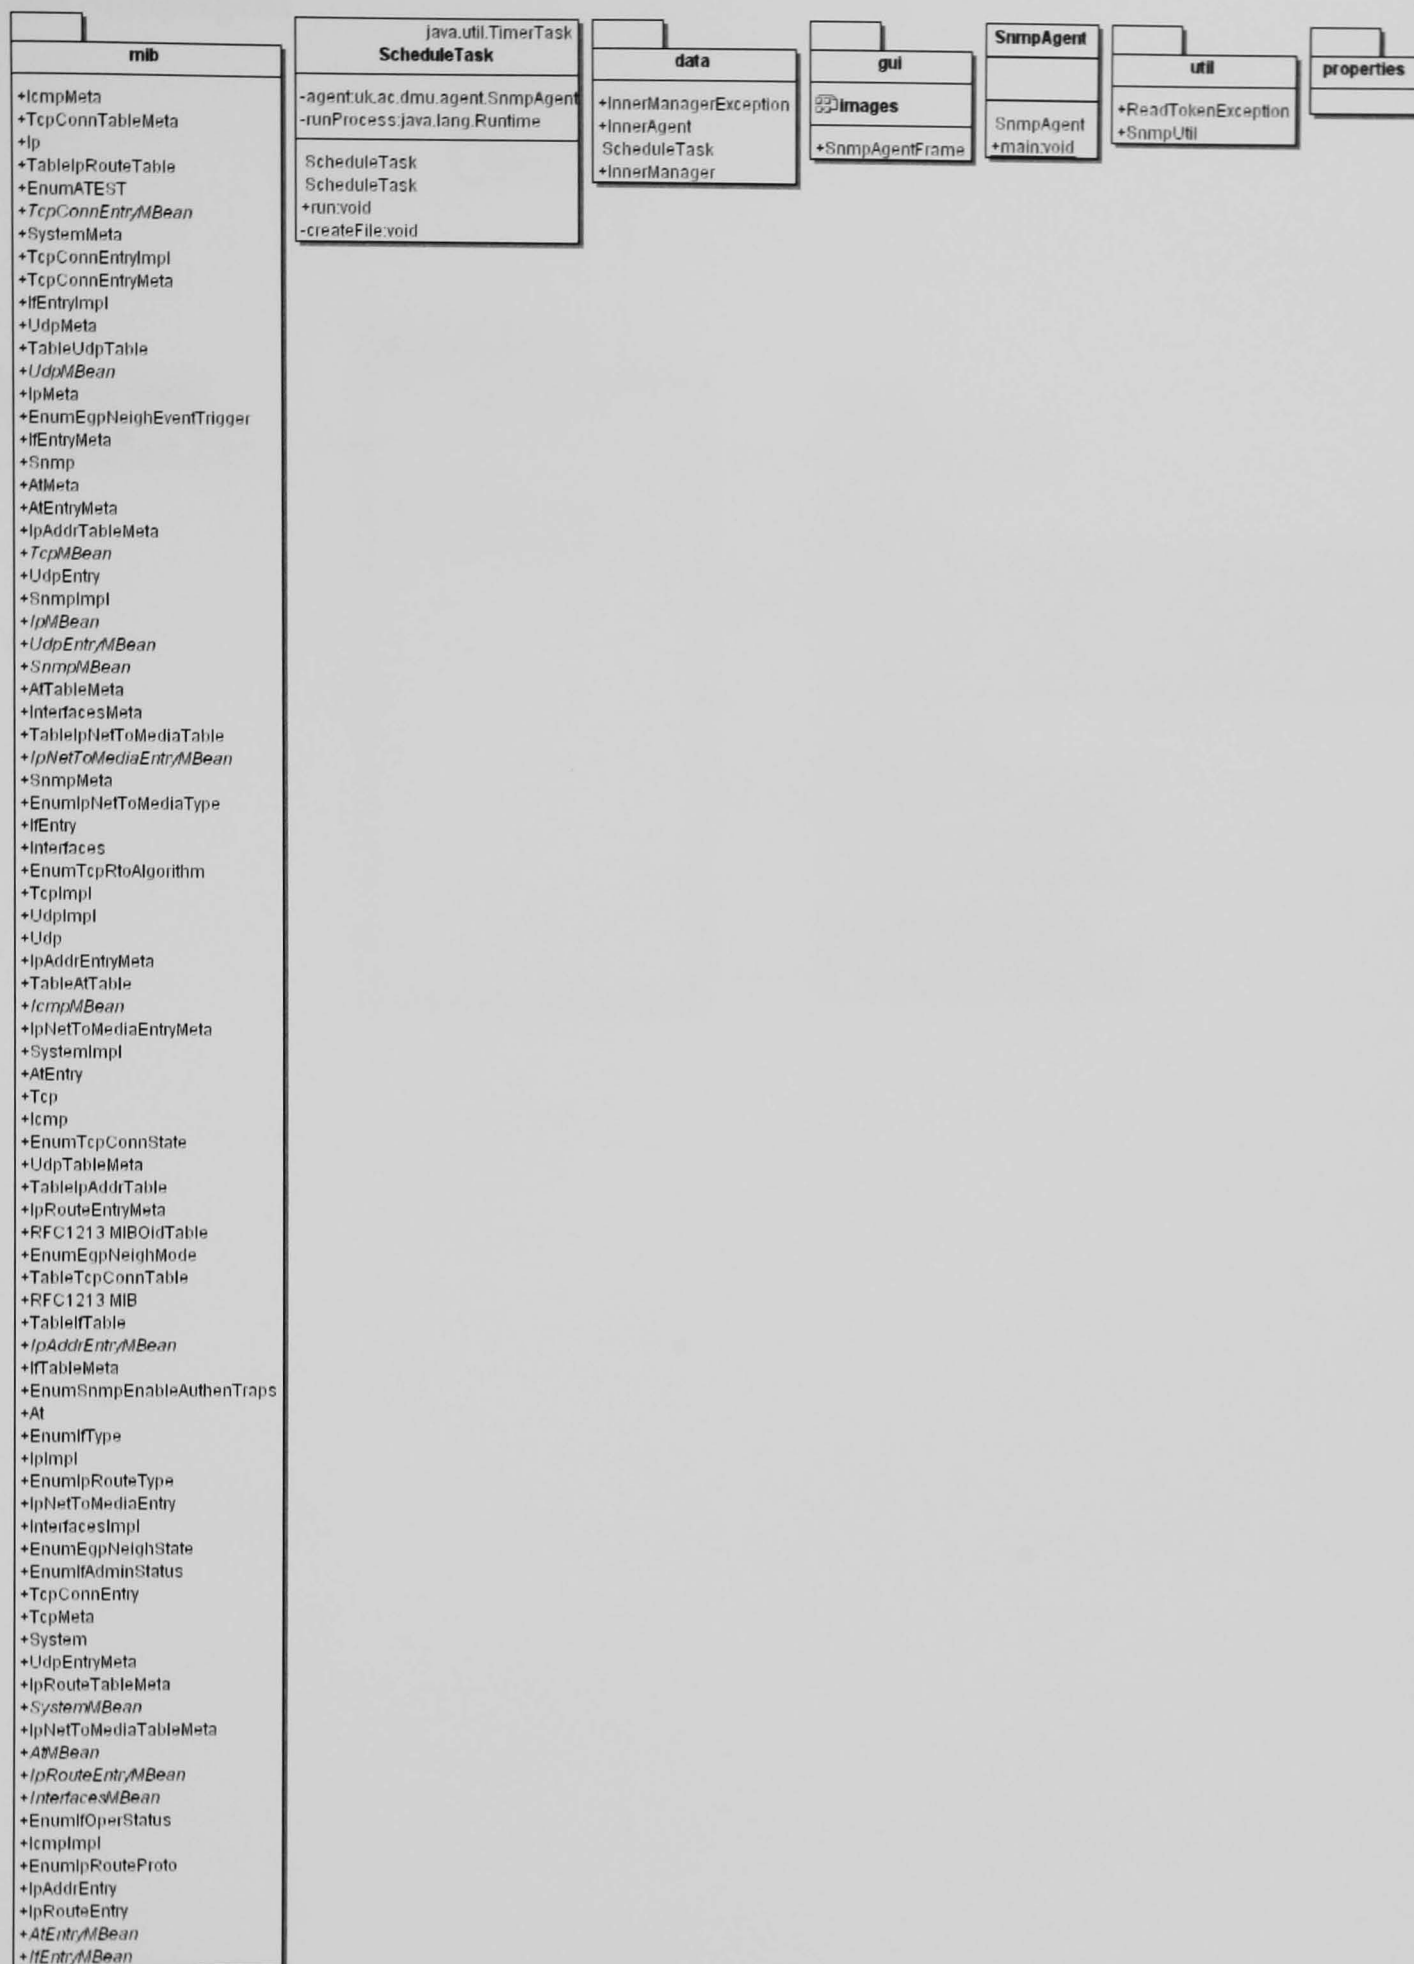 mib
+IcmpMeta
+TcpConnTableMeta
+Ip
+TableIpRouteTable
+EnumATEST
+TcpConnEntryMBean
+SystemMeta
+TcpConnEntryImpl
+TcpConnEntryMeta
+IfEntryImpl
+UdpMeta
+TableUdpTable
+UdpMBean
+IpMeta
+EnumEgpNeighEventTrigger
+IfEntryMeta
+Snmp
+AtMeta
+AtEntryMeta
+IpAddrTableMeta
+TcpMBean
+UdpEntry
+SnmpImpl
+IpMBean
+UdpEntryMBean
+SnmpMBean
+AtTableMeta
+InterfacesMeta
+TableIpNetToMediaTable
+IpNetToMediaEntryMBean
+SnmpMeta
+EnumIpNetToMediaType
+IfEntry
+Interfaces
+EnumTcpRtoAlgorithm
+TcpImpl
+UdpImpl
+Udp
+IpAddrEntryMeta
+TableAtTable
+IcmpMBean
+IpNetToMediaEntryMeta
+SystemImpl
+AtEntry
+Tcp
+Icmp
+EnumTcpConnState
+UdpTableMeta
+TableIpAddrTable
+IpRouteEntryMeta
+RFC1213 MIBOidTable
+EnumEgpNeighMode
+TableTcpConnTable
+RFC1213 MIB
+TableIfTable
+IpAddrEntryMBean
+IfTableMeta
+EnumSnmpEnableAuthenTraps
+At
+EnumIfType
+IpImpl
+EnumIpRouteType
+IpNetToMediaEntry
+InterfacesImpl
+EnumEgpNeighState
+EnumIfAdminStatus
+TcpConnEntry
+TcpMeta
+System
+UdpEntryMeta
+IpRouteTableMeta
+SystemMBean
+IpNetToMediaTableMeta
+AtMBean
+IpRouteEntryMBean
+InterfacesMBean
+EnumIfOperStatus
+IcmpImpl
+EnumIpRouteProto
+IpAddrEntry
+IpRouteEntry
+AtEntryMBean
+IfEntryMBean
java.util.TimerTask
ScheduleTask
-agent:uk.ac.dmu.agent.SnmpAgent
-runProcess:java.lang.Runtime
ScheduleTask
ScheduleTask
+run:void
-createFile:void
data
+InnerManagerException
+InnerAgent
ScheduleTask
+InnerManager
gui
images
+SnmpAgentFrame
SnmpAgent
SnmpAgent
+main:void
util
+ReadTokenException
+SnmpUtil
properties